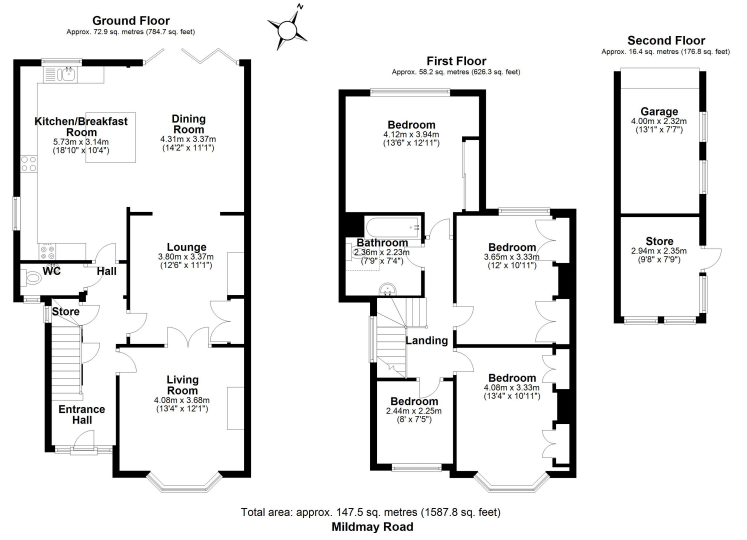 N
Ground Floor
Approx. 72.9 sq. metres (784.7 sq. feet)
Kitchen/Breakfast
Room
5.73m x 3.14m
(18'10" x 10'4")
Dining
Room
4.31m x 3.37m
(14'2" x 11'1")
Lounge
3.80m x 3.37m
(12'6" x 11'1")
WC
Hall
Store
Living
Room
4.08m x 3.68m
(13'4" x 12'1")
Entrance
Hall
First Floor
Approx. 58.2 sq. metres (626.3 sq. feet)
Bedroom
4.12m x 3.94m
(13'6" x 12'11")
Bathroom
2.36m x 2.23m
(7'9" x 7'4")
Bedroom
3.65m x 3.33m
(12' x 10'11")
Landing
Bedroom
2.44m x 2.25m
(8' x 7'5")
Bedroom
4.08m x 3.33m
(13'4" x 10'11")
Second Floor
Approx. 16.4 sq. metres (176.8 sq. feet)
Garage
4.00m x 2.32m
(13'1" x 7'7")
Store
2.94m x 2.35m
(9'8" x 7'9")
Total area: approx. 147.5 sq. metres (1587.8 sq. feet)
Mildmay Road